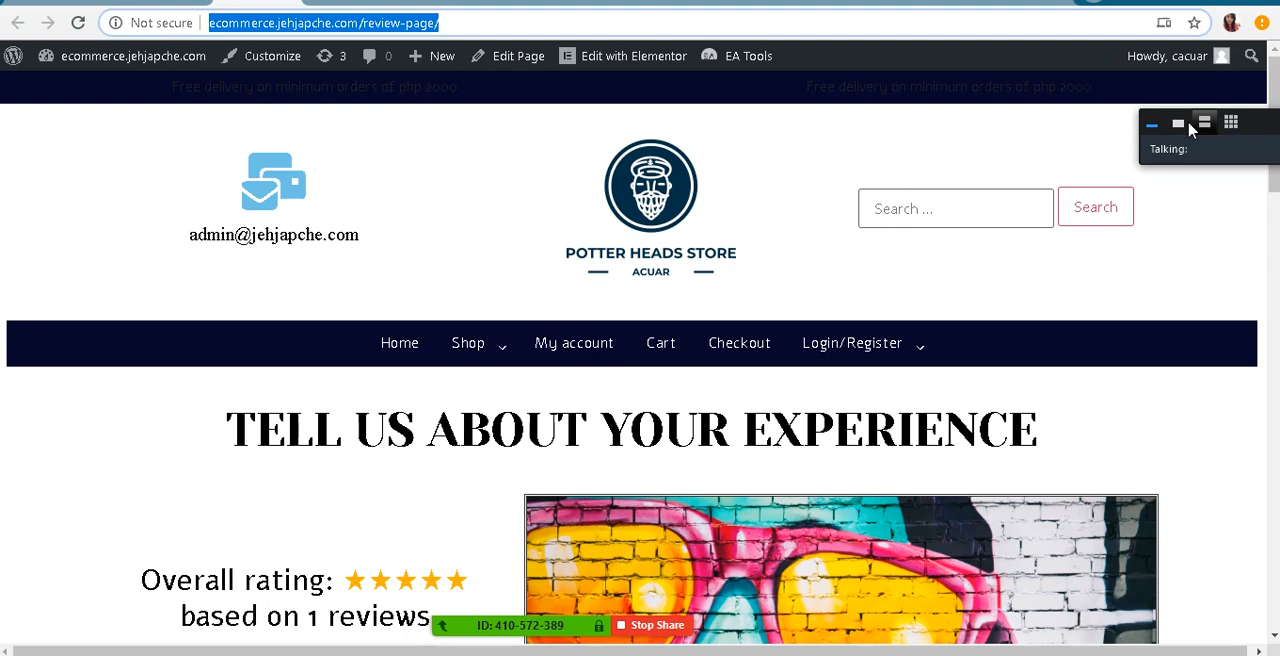 Not secure | ecommerce.jehjapche.com/review-page/
ecommerce.jehjapche.com Customize 3 0 New Edit Page Edit with Elementor EA Tools Howdy, cacuar
Free delivery on minimum orders of php 2000 Free delivery on minimum orders of php 2000
Talking:
admin@jehjapche.com
POTTER HEADS STORE
ACUAR
Search ... Search
Home Shop My account Cart Checkout Login/Register
TELL US ABOUT YOUR EXPERIENCE
Overall rating: ★★★★★
based on 1 reviews
ID: 410-572-389 Stop Share